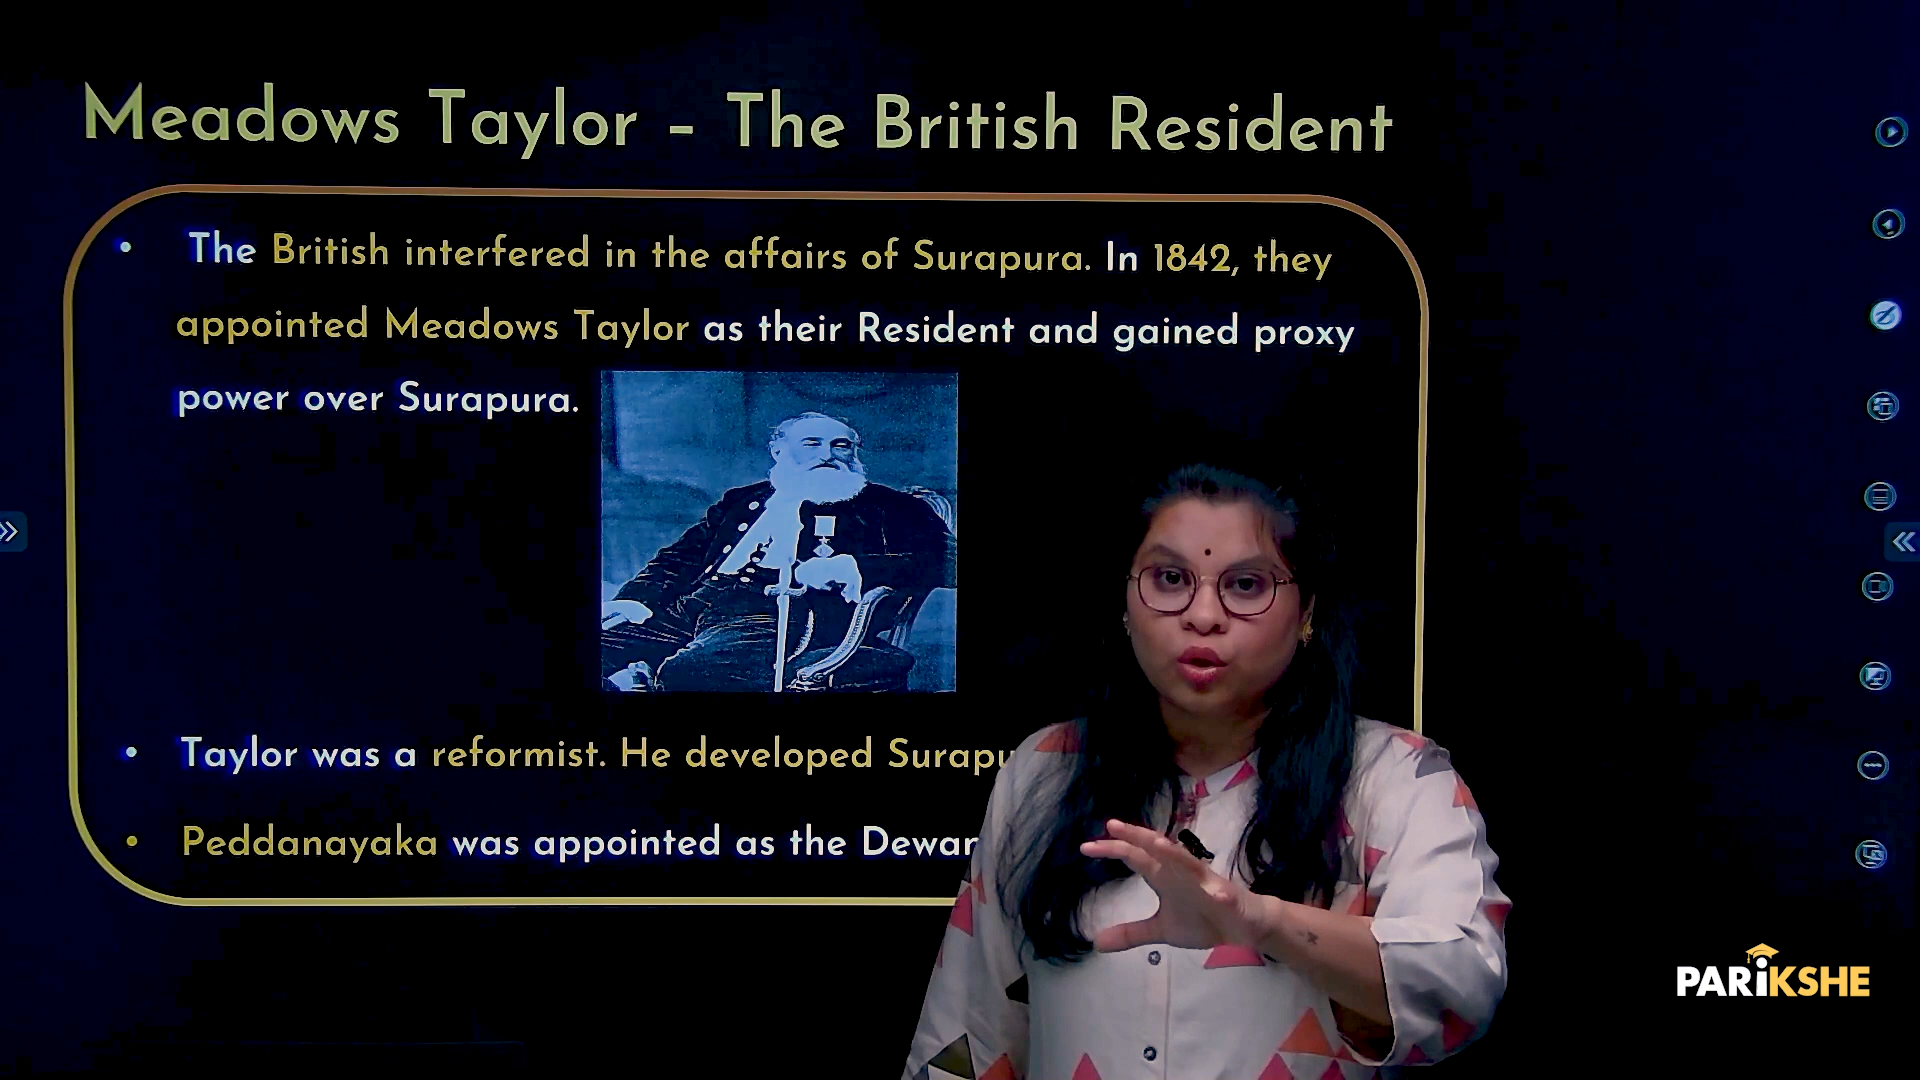 Meadows Taylor – The British Resident
• The British interfered in the affairs of Surapura. In 1842, they
appointed Meadows Taylor as their Resident and gained proxy
power over Surapura.
• Taylor was a reformist. He developed
• Peddanayaka was appointed as the
PARiKSHE